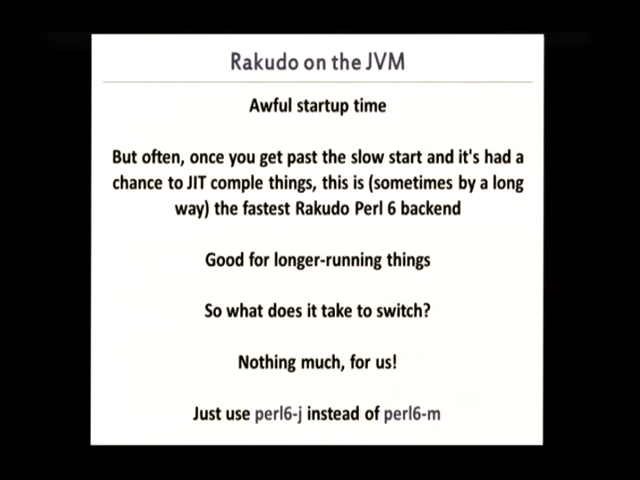 Rakudo on the JVM
Awful startup time
But often, once you get past the slow start and it's had a
chance to JIT comple things, this is (sometimes by a long
way) the fastest Rakudo Perl 6 backend
Good for longer-running things
So what does it take to switch?
Nothing much, for us!
Just use perl6-j instead of perl6-m